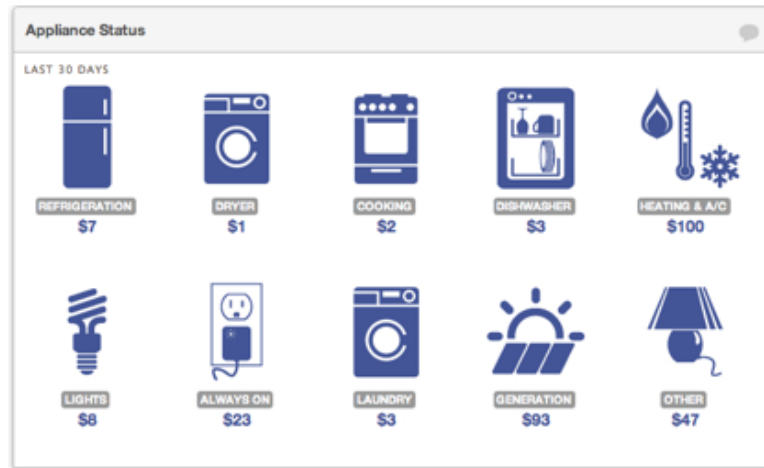 Appliance Status
LAST 30 DAYS
REFRIGERATION DRYER COOKING DISHWASHER HEATING & A/C
$7 $1 $2 $3 $100
LIGHTS ALWAYS ON LAUNDRY GENERATION OTHER
$8 $23 $3 $93 $47